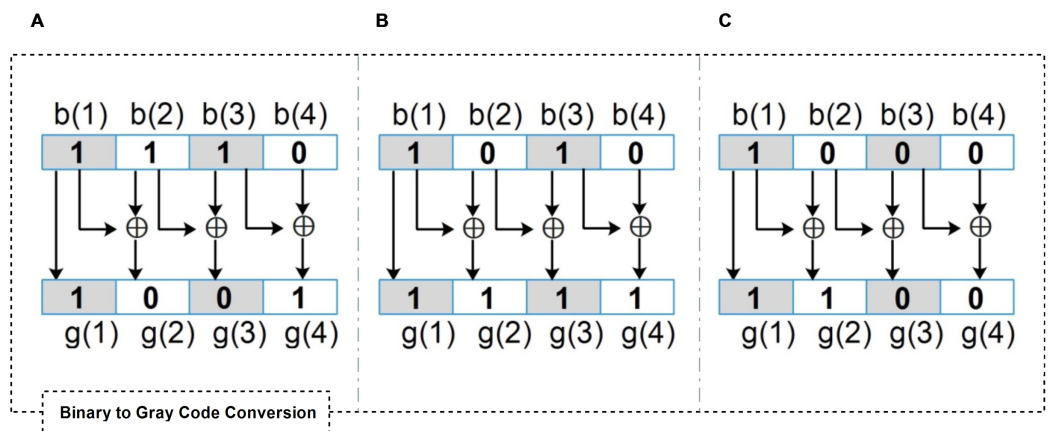 A B C
b(1) b(2) b(3) b(4) b(1) b(2) b(3) b(4) b(1) b(2) b(3) b(4)
1 1 1 0 1 0 1 0 1 0 0 0
1 0 0 1 1 1 1 1 1 1 0 0
g(1) g(2) g(3) g(4) g(1) g(2) g(3) g(4) g(1) g(2) g(3) g(4)
Binary to Gray Code Conversion